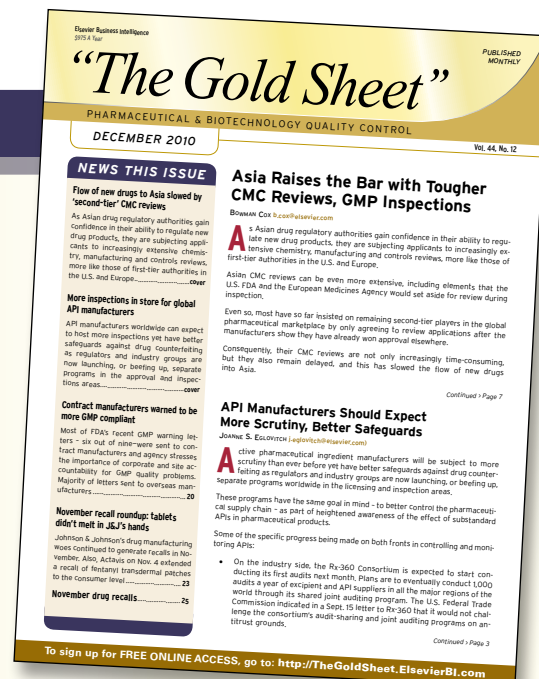 Elsevier Business Intelligence
$975 A Year
PUBLISHED
MONTHLY
“The Gold Sheet”
PHARMACEUTICAL & BIOTECHNOLOGY QUALITY CONTROL
DECEMBER 2010
Vol. 44, No. 12
NEWS THIS ISSUE
Flow of new drugs to Asia slowed by
‘second-tier’ CMC reviews
As Asian drug regulatory authorities gain
confidence in their ability to regulate new
drug products, they are subjecting appli-
cants to increasingly extensive chemis-
try, manufacturing and controls reviews,
more like those of first-tier authorities in
the U.S. and Europe....................cover
More inspections in store for global
API manufacturers
API manufacturers worldwide can expect
to host more inspections yet have better
safeguards against drug counterfeiting
as regulators and industry groups are
now launching, or beefing up, separate
programs in the approval and inspec-
tions areas..............................cover
Contract manufacturers warned to be
more GMP compliant
Most of FDA's recent GMP warning let-
ters – six out of nine—were sent to con-
tract manufacturers and agency stresses
the importance of corporate and site ac-
countability for GMP quality problems.
Majority of letters sent to overseas man-
ufacturers.................................20
November recall roundup: tablets
didn't melt in J&J's hands
Johnson & Johnson's drug manufacturing
woes continued to generate recalls in No-
vember. Also, Actavis on Nov. 4 extended
a recall of fentanyl transdermal patches
to the consumer level....................23
November drug recalls...................25
Asia Raises the Bar with Tougher
CMC Reviews, GMP Inspections
Bowman Cox b.cox@elsevier.com
As Asian drug regulatory authorities gain confidence in their ability to regu-
late new drug products, they are subjecting applicants to increasingly ex-
tensive chemistry, manufacturing and controls reviews, more like those of
first-tier authorities in the U.S. and Europe.
Asian CMC reviews can be even more extensive, including elements that the
U.S. FDA and the European Medicines Agency would set aside for review during
inspection.
Even so, most have so far insisted on remaining second-tier players in the global
pharmaceutical marketplace by only agreeing to review applications after the
manufacturers show they have already won approval elsewhere.
Consequently, their CMC reviews are not only increasingly time-consuming,
but they also remain delayed, and this has slowed the flow of new drugs
into Asia.
Continued > Page 7
API Manufacturers Should Expect
More Scrutiny, Better Safeguards
Joanne S. Eglovitch j.eglovitch@elsevier.com)
Active pharmaceutical ingredient manufacturers will be subject to more
scrutiny than ever before yet have better safeguards against drug counter-
feiting as regulators and industry groups are now launching, or beefing up,
separate programs worldwide in the licensing and inspection areas.
These programs have the same goal in mind – to better control the pharmaceuti-
cal supply chain – as part of heightened awareness of the effect of substandard
APIs in pharmaceutical products.
Some of the specific progress being made on both fronts in controlling and moni-
toring APIs:
• On the industry side, the Rx-360 Consortium is expected to start con-
ducting its first audits next month. Plans are to eventually conduct 1,000
audits a year of excipient and API suppliers in all the major regions of the
world through its shared joint auditing program. The U.S. Federal Trade
Commission indicated in a Sept. 15 letter to Rx-360 that it would not chal-
lenge the consortium's audit-sharing and joint auditing programs on an-
titrust grounds.
Continued > Page 3
To sign up for FREE ONLINE ACCESS, go to: http://TheGoldSheet.ElsevierBI.com